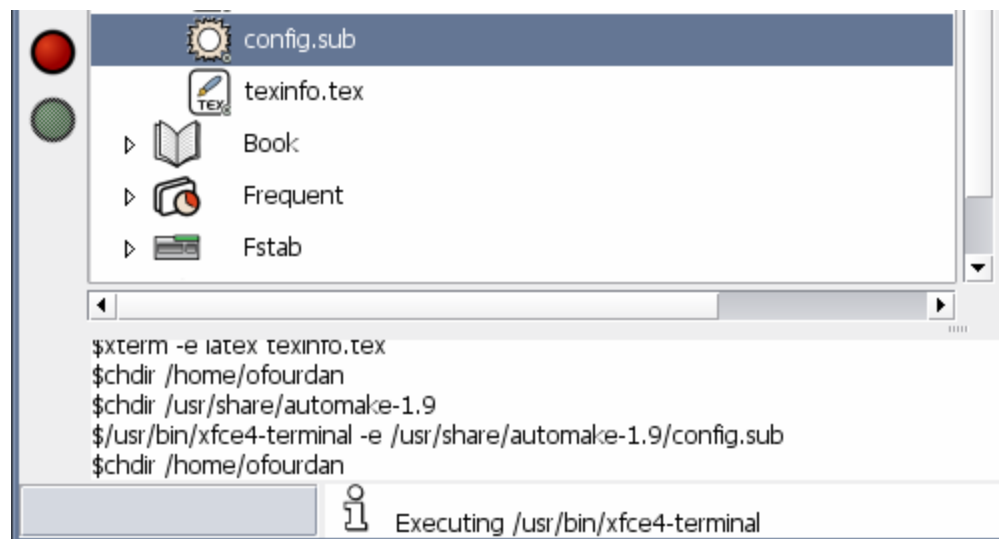 config.sub
TEX
texinfo.tex
Book
Frequent
Fstab
$xterm -e latex texinfo.tex
$chdir /home/ofourdan
$chdir /usr/share/automake-1.9
$/usr/bin/xfce4-terminal -e /usr/share/automake-1.9/config.sub
$chdir /home/ofourdan
Executing /usr/bin/xfce4-terminal